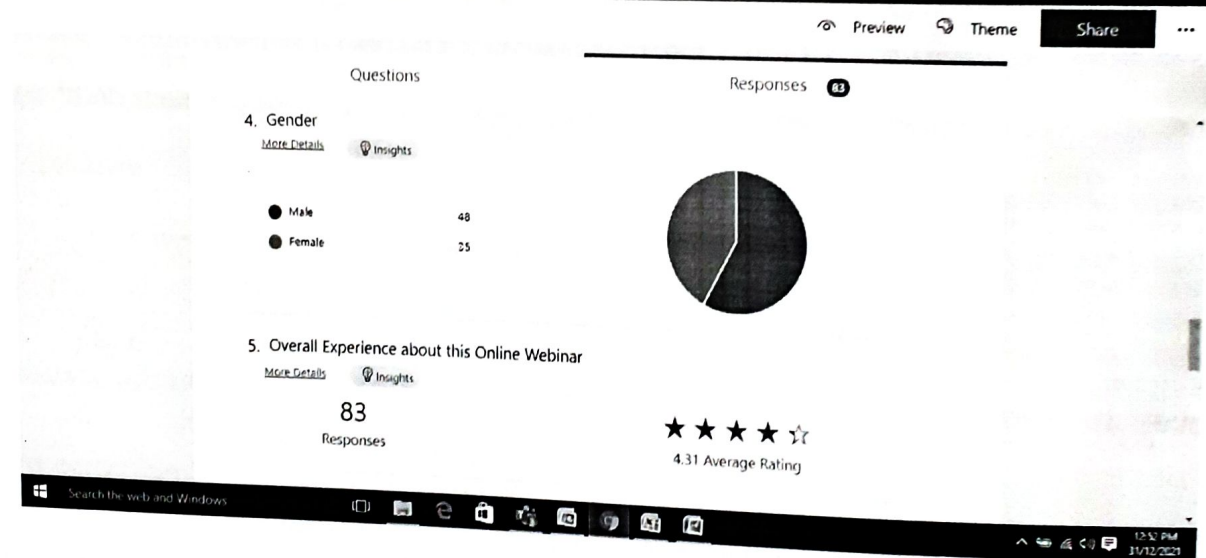 Preview Theme Share
Questions
Responses 83
4. Gender
More Details Insights
Male 48
Female 35
5. Overall Experience about this Online Webinar
More Details Insights
83
Responses
4.31 Average Rating
Search the web and Windows
12:52 PM
31/12/2021